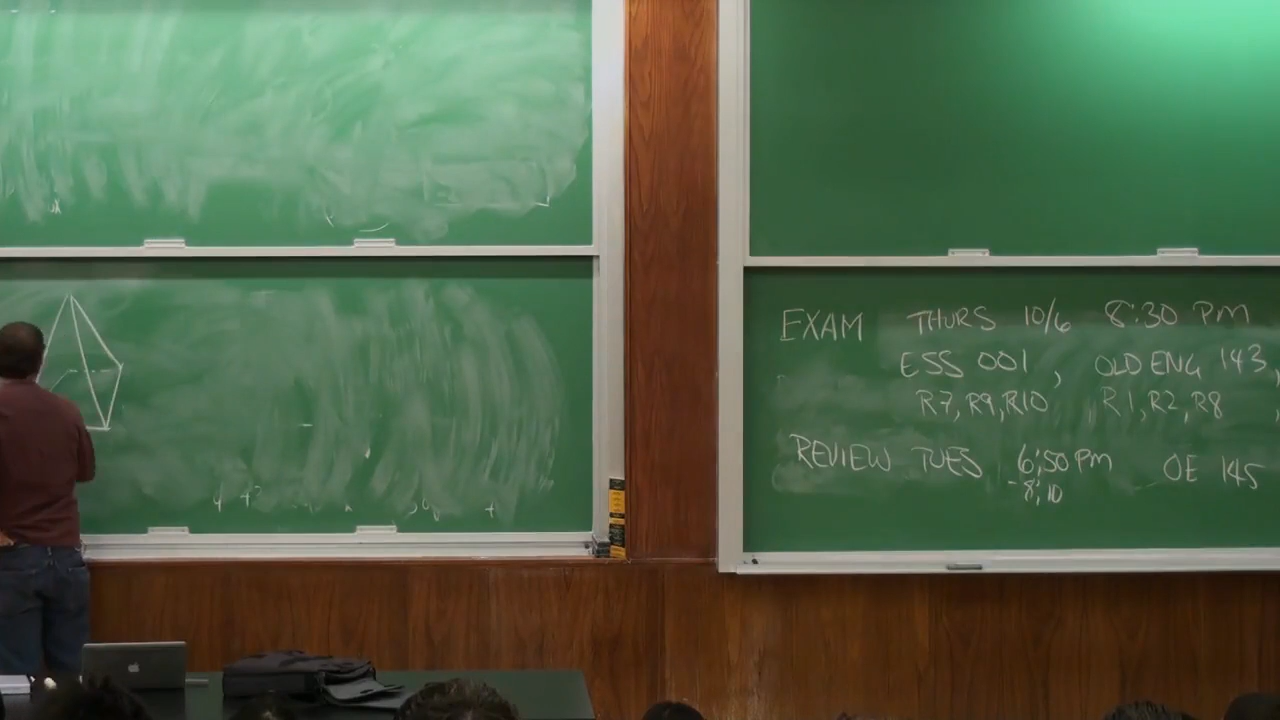 EXAM THURS 10/6 8:30 PM
ESS 001, OLD ENG 143,
R7, R9, R10 R1, R2, R8
REVIEW TUES 6:50 PM OE 145
-8:10